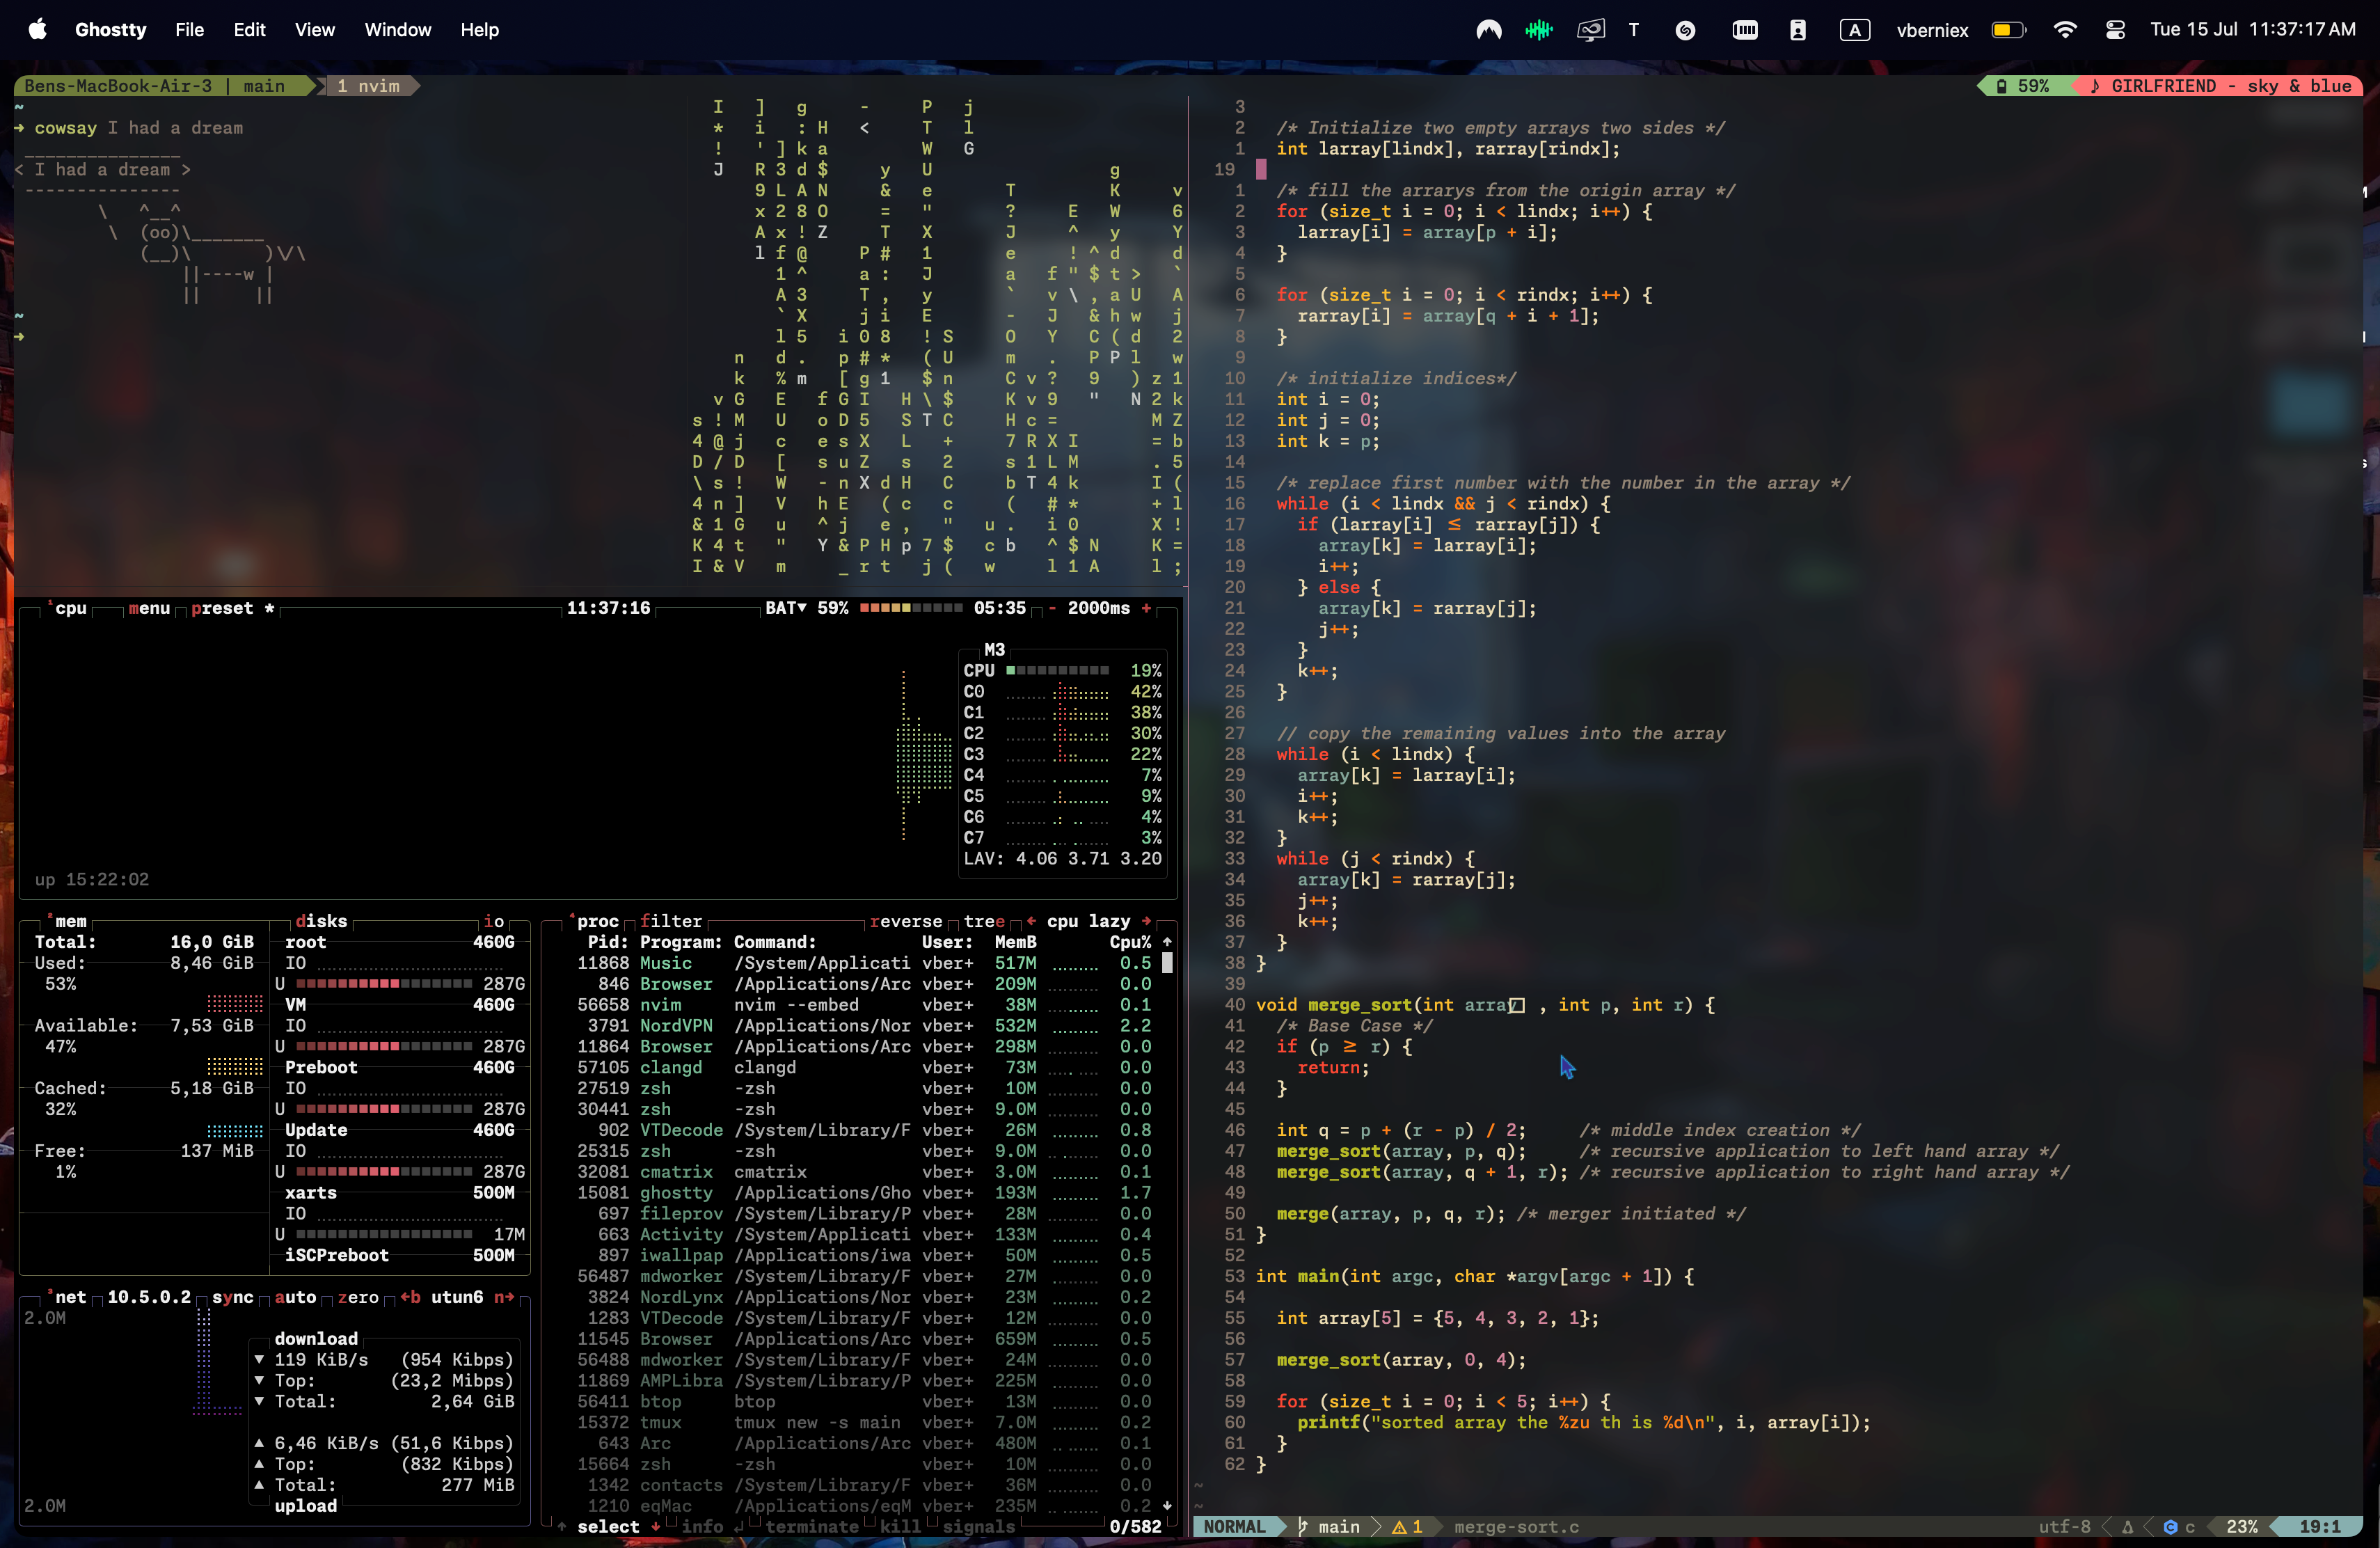 Ghostty File Edit View Window Help
T A vberniex Tue 15 Jul 11:37:17 AM
Bens-MacBook-Air-3 | main 1 nvim
59% ♪ GIRLFRIEND - sky & blue
~
→ cowsay I had a dream
_______________
< I had a dream >
---------------
\ ^__^
\ (oo)\_______
(__)\ )\/\
||----w |
|| ||
~
→
¹cpu menu preset * 11:37:16 BAT▼ 59% 05:35 - 2000ms +
M3
CPU 19%
C0 42%
C1 38%
C2 30%
C3 22%
C4 7%
C5 9%
C6 4%
C7 3%
LAV: 4.06 3.71 3.20
up 15:22:02
²mem
Total: 16,0 GiB
Used: 8,46 GiB
53%
Available: 7,53 GiB
47%
Cached: 5,18 GiB
32%
Free: 137 MiB
1%
disks io
root 460G
IO
U 287G
VM 460G
IO
U 287G
Preboot 460G
IO
U 287G
Update 460G
IO
U 287G
xarts 500M
IO
U 17M
iSCPreboot 500M
³net 10.5.0.2 sync auto zero ←b utun6 n→
2.0M
download
▼ 119 KiB/s (954 Kibps)
▼ Top: (23,2 Mibps)
▼ Total: 2,64 GiB
▲ 6,46 KiB/s (51,6 Kibps)
▲ Top: (832 Kibps)
▲ Total: 277 MiB
upload
2.0M
⁴proc filter reverse tree ← cpu lazy →
Pid: Program: Command: User: MemB Cpu% ↑
11868 Music /System/Applicati vber+ 517M 0.5
846 Browser /Applications/Arc vber+ 209M 0.0
56658 nvim nvim --embed vber+ 38M 0.1
3791 NordVPN /Applications/Nor vber+ 532M 2.2
11864 Browser /Applications/Arc vber+ 298M 0.0
57105 clangd clangd vber+ 73M 0.0
27519 zsh -zsh vber+ 10M 0.0
30441 zsh -zsh vber+ 9.0M 0.0
902 VTDecode /System/Library/F vber+ 26M 0.8
25315 zsh -zsh vber+ 9.0M 0.0
32081 cmatrix cmatrix vber+ 3.0M 0.1
15081 ghostty /Applications/Gho vber+ 193M 1.7
697 fileprov /System/Library/P vber+ 28M 0.0
663 Activity /System/Applicati vber+ 133M 0.4
897 iwallpap /Applications/iwa vber+ 50M 0.5
56487 mdworker /System/Library/F vber+ 27M 0.0
3824 NordLynx /Applications/Nor vber+ 23M 0.2
1283 VTDecode /System/Library/F vber+ 12M 0.0
11545 Browser /Applications/Arc vber+ 659M 0.5
56488 mdworker /System/Library/F vber+ 24M 0.0
11869 AMPLibra /System/Library/P vber+ 225M 0.0
56411 btop btop vber+ 13M 0.0
15372 tmux tmux new -s main vber+ 7.0M 0.2
643 Arc /Applications/Arc vber+ 480M 0.1
15664 zsh -zsh vber+ 10M 0.0
1342 contacts /System/Library/F vber+ 36M 0.0
1210 eqMac /Applications/eqM vber+ 235M 0.2 ↓
↑ select ↓ info ↵ terminate kill signals 0/582
3
2 /* Initialize two empty arrays two sides */
1 int larray[lindx], rarray[rindx];
19
1 /* fill the arrarys from the origin array */
2 for (size_t i = 0; i < lindx; i++) {
3 larray[i] = array[p + i];
4 }
5
6 for (size_t i = 0; i < rindx; i++) {
7 rarray[i] = array[q + i + 1];
8 }
9
10 /* initialize indices*/
11 int i = 0;
12 int j = 0;
13 int k = p;
14
15 /* replace first number with the number in the array */
16 while (i < lindx && j < rindx) {
17 if (larray[i] ≤ rarray[j]) {
18 array[k] = larray[i];
19 i++;
20 } else {
21 array[k] = rarray[j];
22 j++;
23 }
24 k++;
25 }
26
27 // copy the remaining values into the array
28 while (i < lindx) {
29 array[k] = larray[i];
30 i++;
31 k++;
32 }
33 while (j < rindx) {
34 array[k] = rarray[j];
35 j++;
36 k++;
37 }
38 }
39
40 void merge_sort(int array[] , int p, int r) {
41 /* Base Case */
42 if (p ≥ r) {
43 return;
44 }
45
46 int q = p + (r - p) / 2; /* middle index creation */
47 merge_sort(array, p, q); /* recursive application to left hand array */
48 merge_sort(array, q + 1, r); /* recursive application to right hand array */
49
50 merge(array, p, q, r); /* merger initiated */
51 }
52
53 int main(int argc, char *argv[argc + 1]) {
54
55 int array[5] = {5, 4, 3, 2, 1};
56
57 merge_sort(array, 0, 4);
58
59 for (size_t i = 0; i < 5; i++) {
60 printf("sorted array the %zu th is %d\n", i, array[i]);
61 }
62 }
~
~
NORMAL main 1 merge-sort.c utf-8 c 23% 19:1